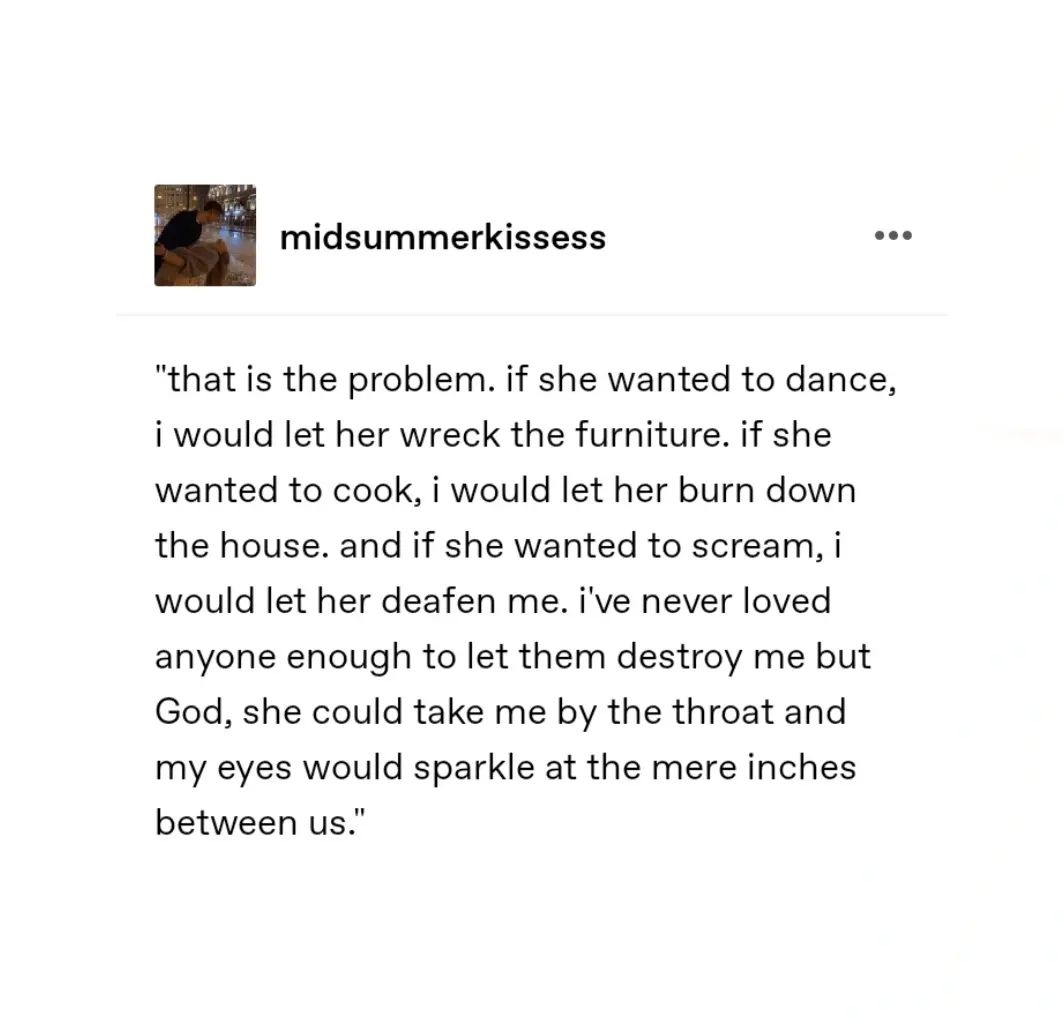 midsummerkissess
"that is the problem. if she wanted to dance,
i would let her wreck the furniture. if she
wanted to cook, i would let her burn down
the house. and if she wanted to scream, i
would let her deafen me. i've never loved
anyone enough to let them destroy me but
God, she could take me by the throat and
my eyes would sparkle at the mere inches
between us."